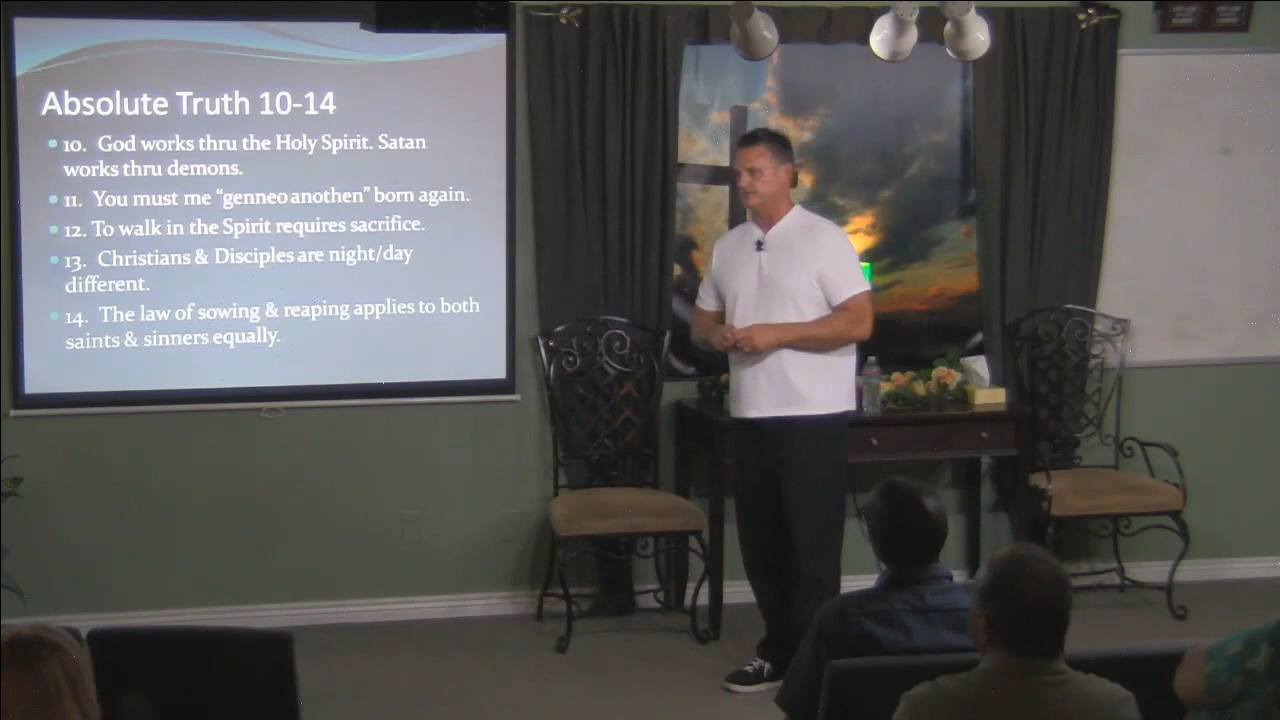 Absolute Truth 10-14
10. God works thru the Holy Spirit. Satan
works thru demons.
11. You must me "genneo anothen" born again.
12. To walk in the Spirit requires sacrifice.
13. Christians & Disciples are night/day
different.
14. The law of sowing & reaping applies to both
saints & sinners equally.